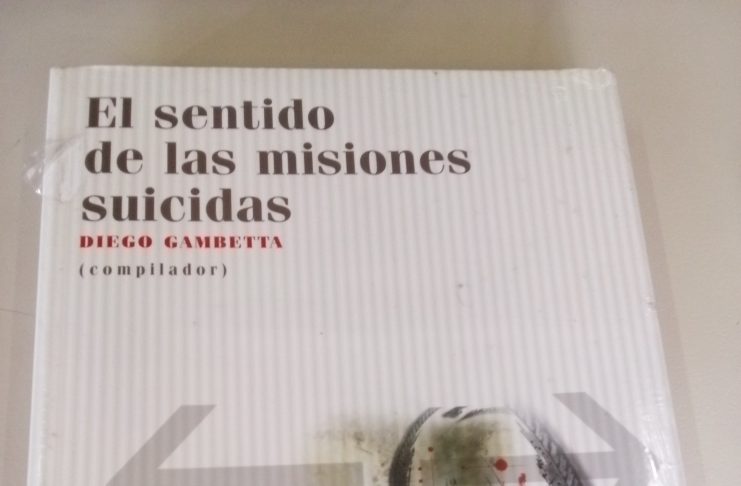 El sentido
de las misiones
suicidas
DIEGO GAMBETTA
(compilador)